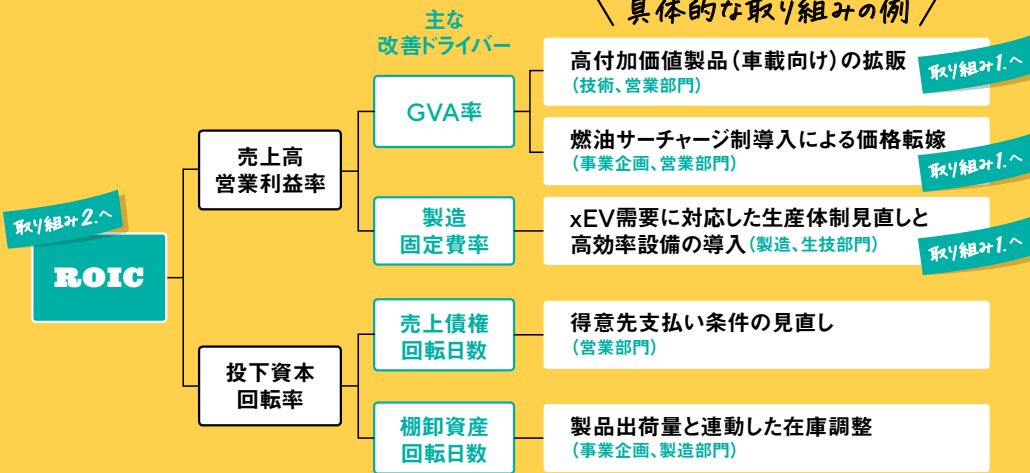 具体的な取り組みの例
主な
改善ドライバー
取り組み2.へ
ROIC
売上高
営業利益率
GVA率
高付加価値製品(車載向け)の拡販
(技術、営業部門)
取り組み1.へ
燃油サーチャージ制導入による価格転嫁
(事業企画、営業部門)
取り組み1.へ
製造
固定費率
xEV需要に対応した生産体制見直しと
高効率設備の導入(製造、生技部門)
取り組み1.へ
投下資本
回転率
売上債権
回転日数
得意先支払い条件の見直し
(営業部門)
棚卸資産
回転日数
製品出荷量と連動した在庫調整
(事業企画、製造部門)